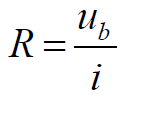 R = u_b / i